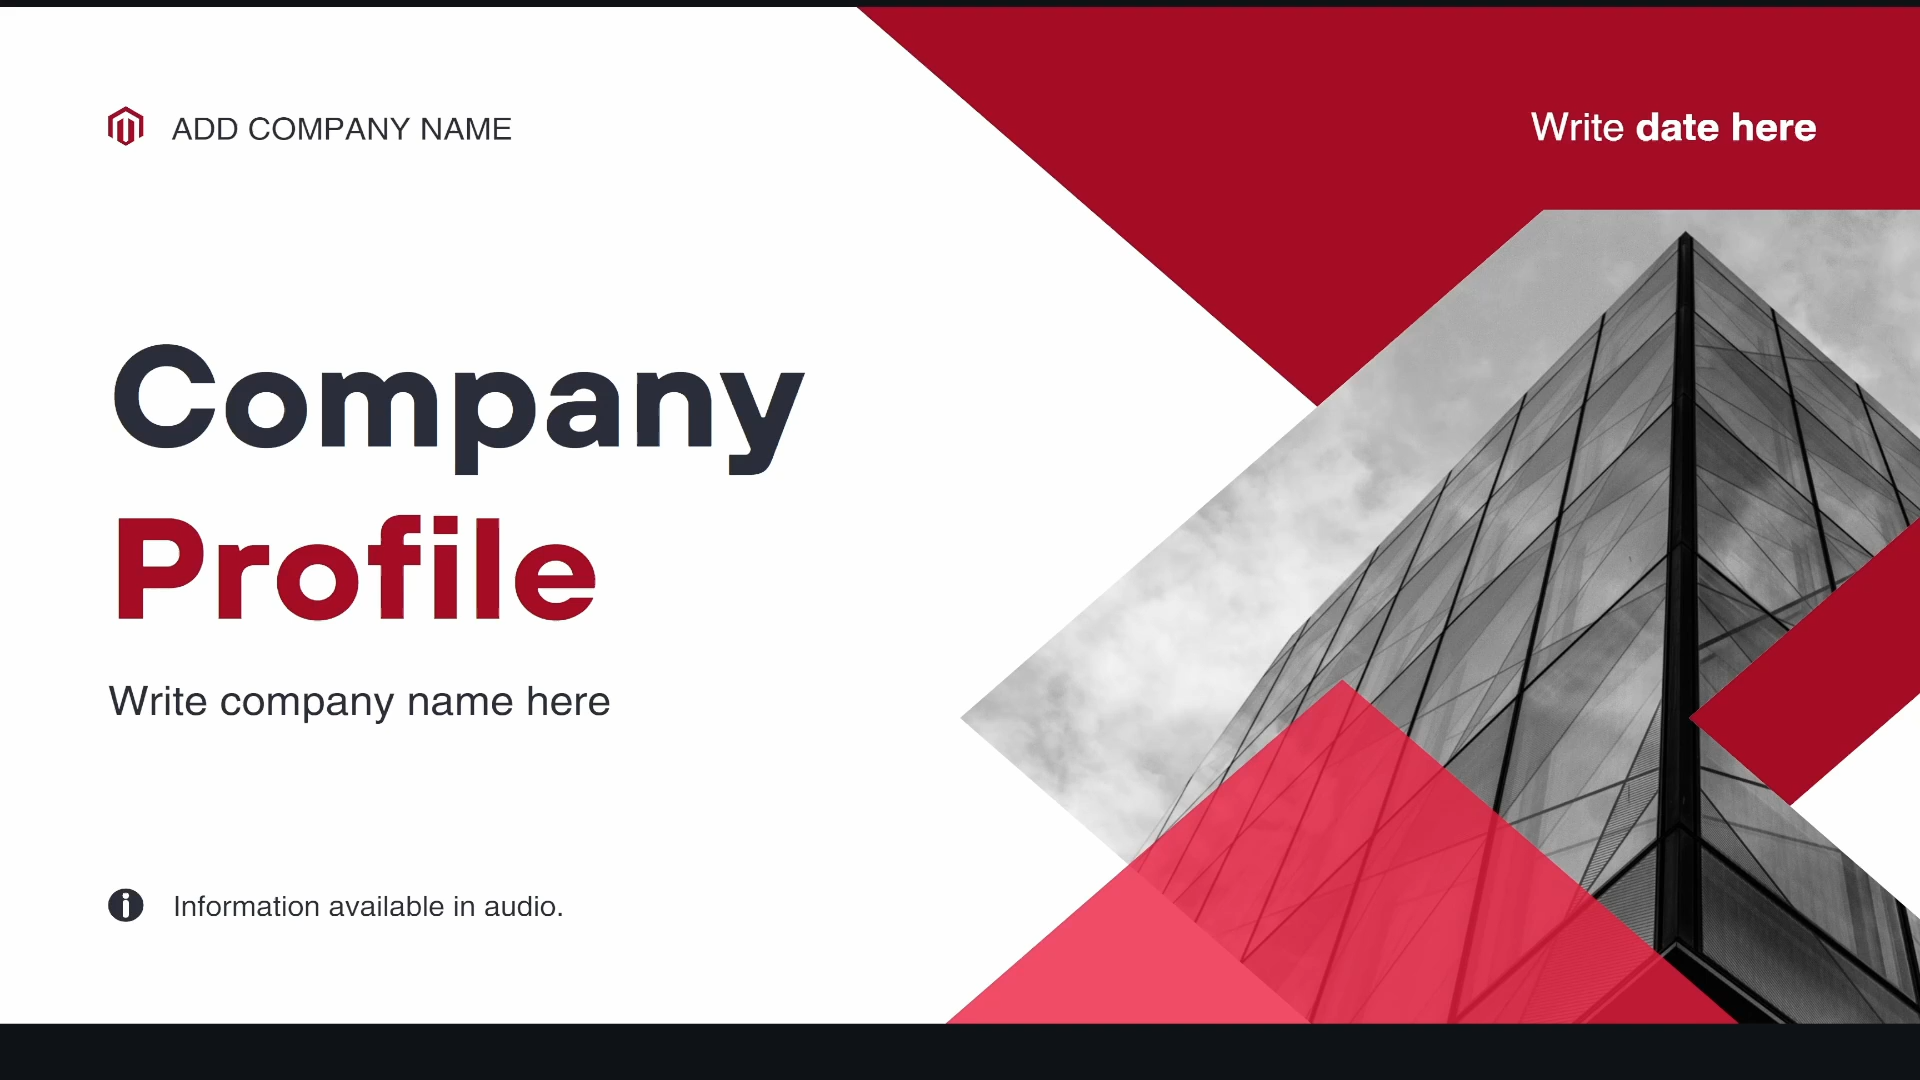 ADD COMPANY NAME
Write date here
Company
Profile
Write company name here
Information available in audio.